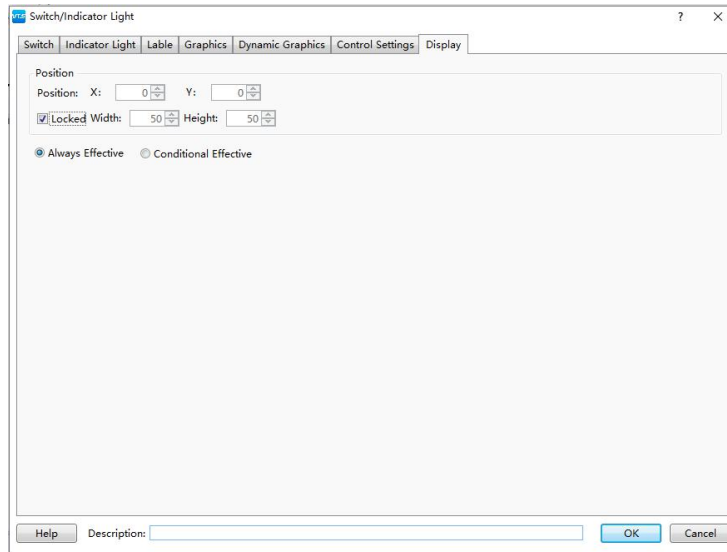 VT5 Switch/Indicator Light ? X
Switch Indicator Light Lable Graphics Dynamic Graphics Control Settings Display
Position
Position: X: 0 Y: 0
Locked Width: 50 Height: 50
Always Effective Conditional Effective
Help Description: OK Cancel